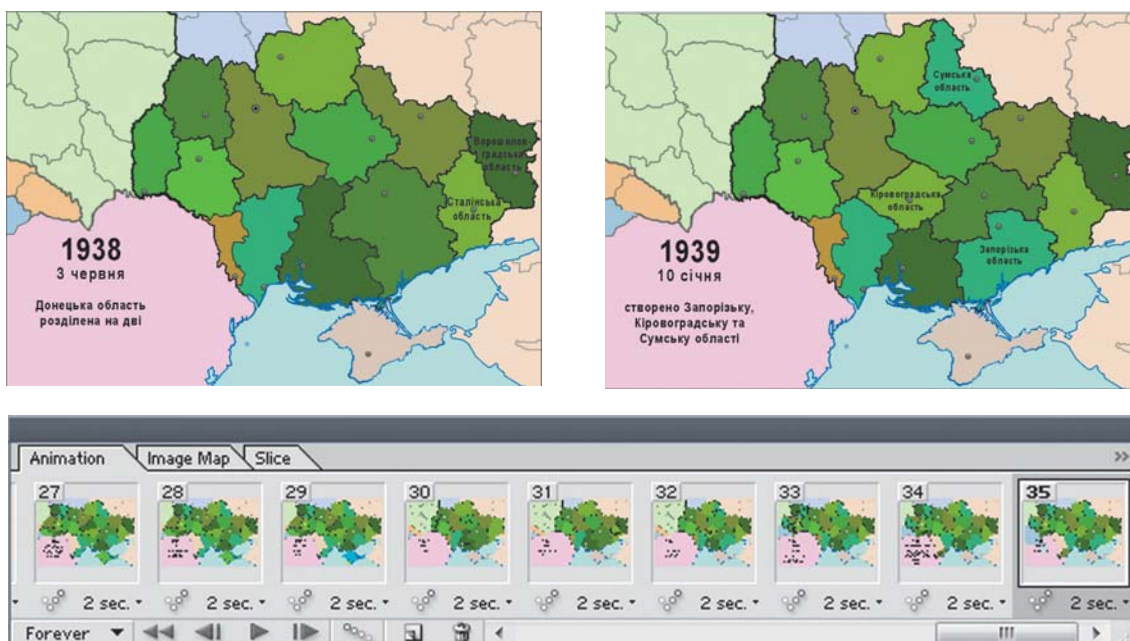 Ворошилов-
градська
область
Сталінська
область
1938
3 червня
Донецька область
розділена на дві
Сумська
область
Кіровоградська
область
Запорізька
область
1939
10 січня
створено Запорізьку,
Кіровоградську та
Сумську області
Animation Image Map Slice
27 28 29 30 31 32 33 34 35
2 sec. 2 sec. 2 sec. 2 sec. 2 sec. 2 sec. 2 sec. 2 sec. 2 sec.
Forever